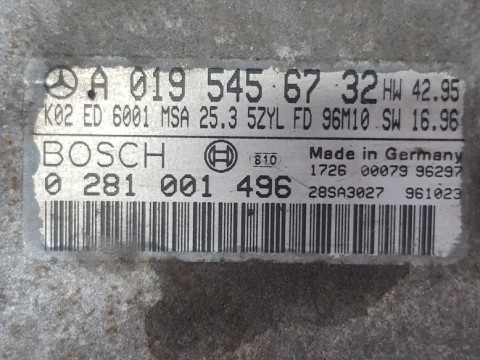 A 019 545 67 32 HW 42.95
K02 ED 6001 MSA 25.3 5ZYL FD 96M10 SW 16.96
BOSCH 810 Made in Germany
1726 00079 96297
0 281 001 496 28SA3027 961023